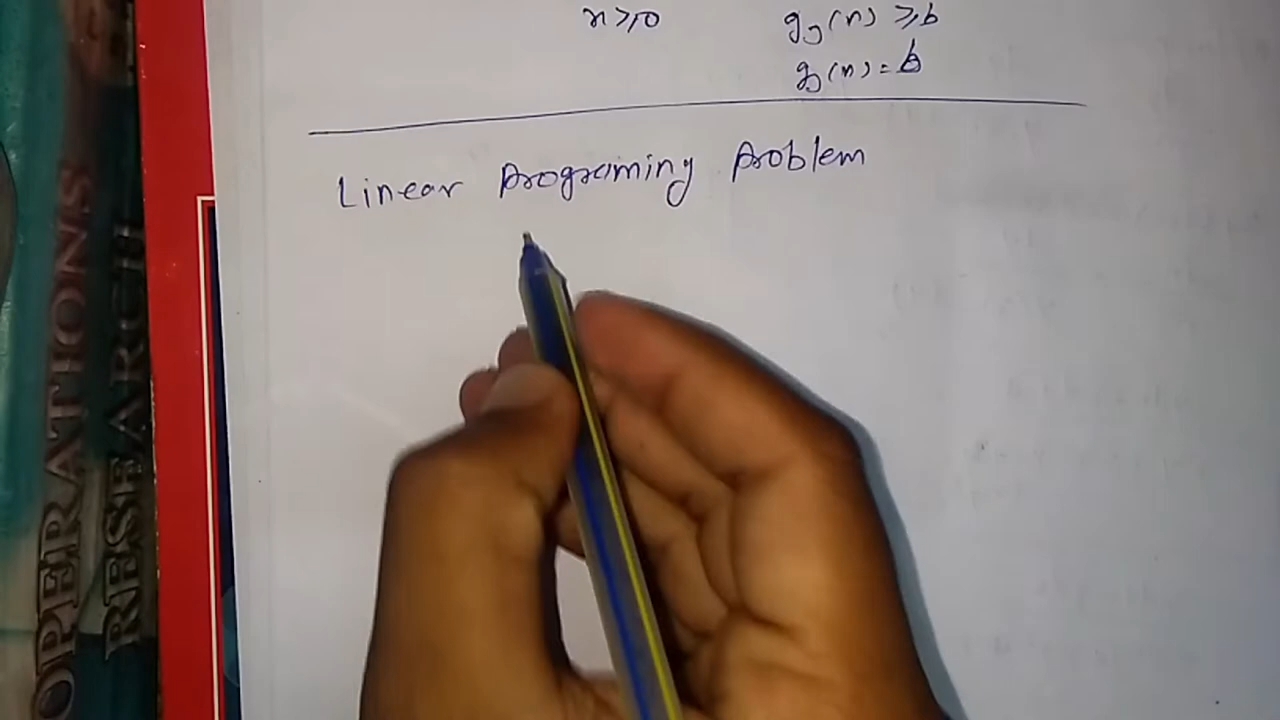 x ≥ 0
gj(x) ≥ b
gj(x) = b
Linear Programing Problem
OPERATIONS
RESEARCH